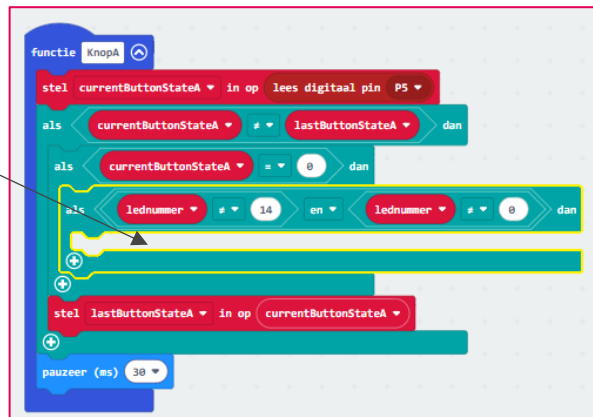 functie KnopA
stel currentButtonStateA in op lees digitaal pin P5
als currentButtonStateA ≠ lastButtonStateA dan
als currentButtonStateA = 0 dan
als lednummer ≠ 14 en lednummer ≠ 0 dan
stel lastButtonStateA in op currentButtonStateA
pauzeer (ms) 30